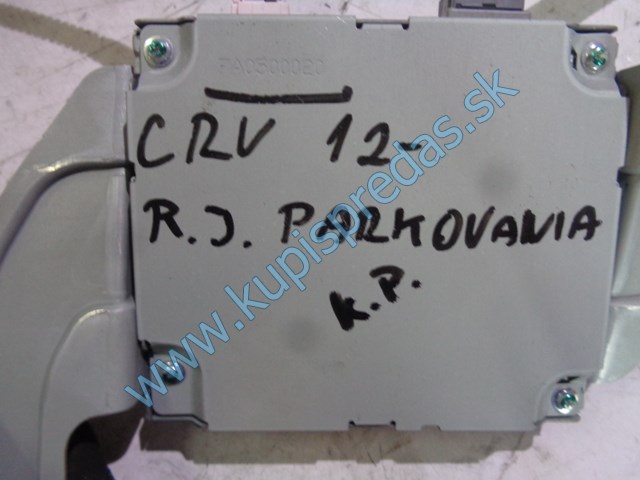 CRV 12-
R.J. PARKOVANIA
K.P.
www.kupispredas.sk